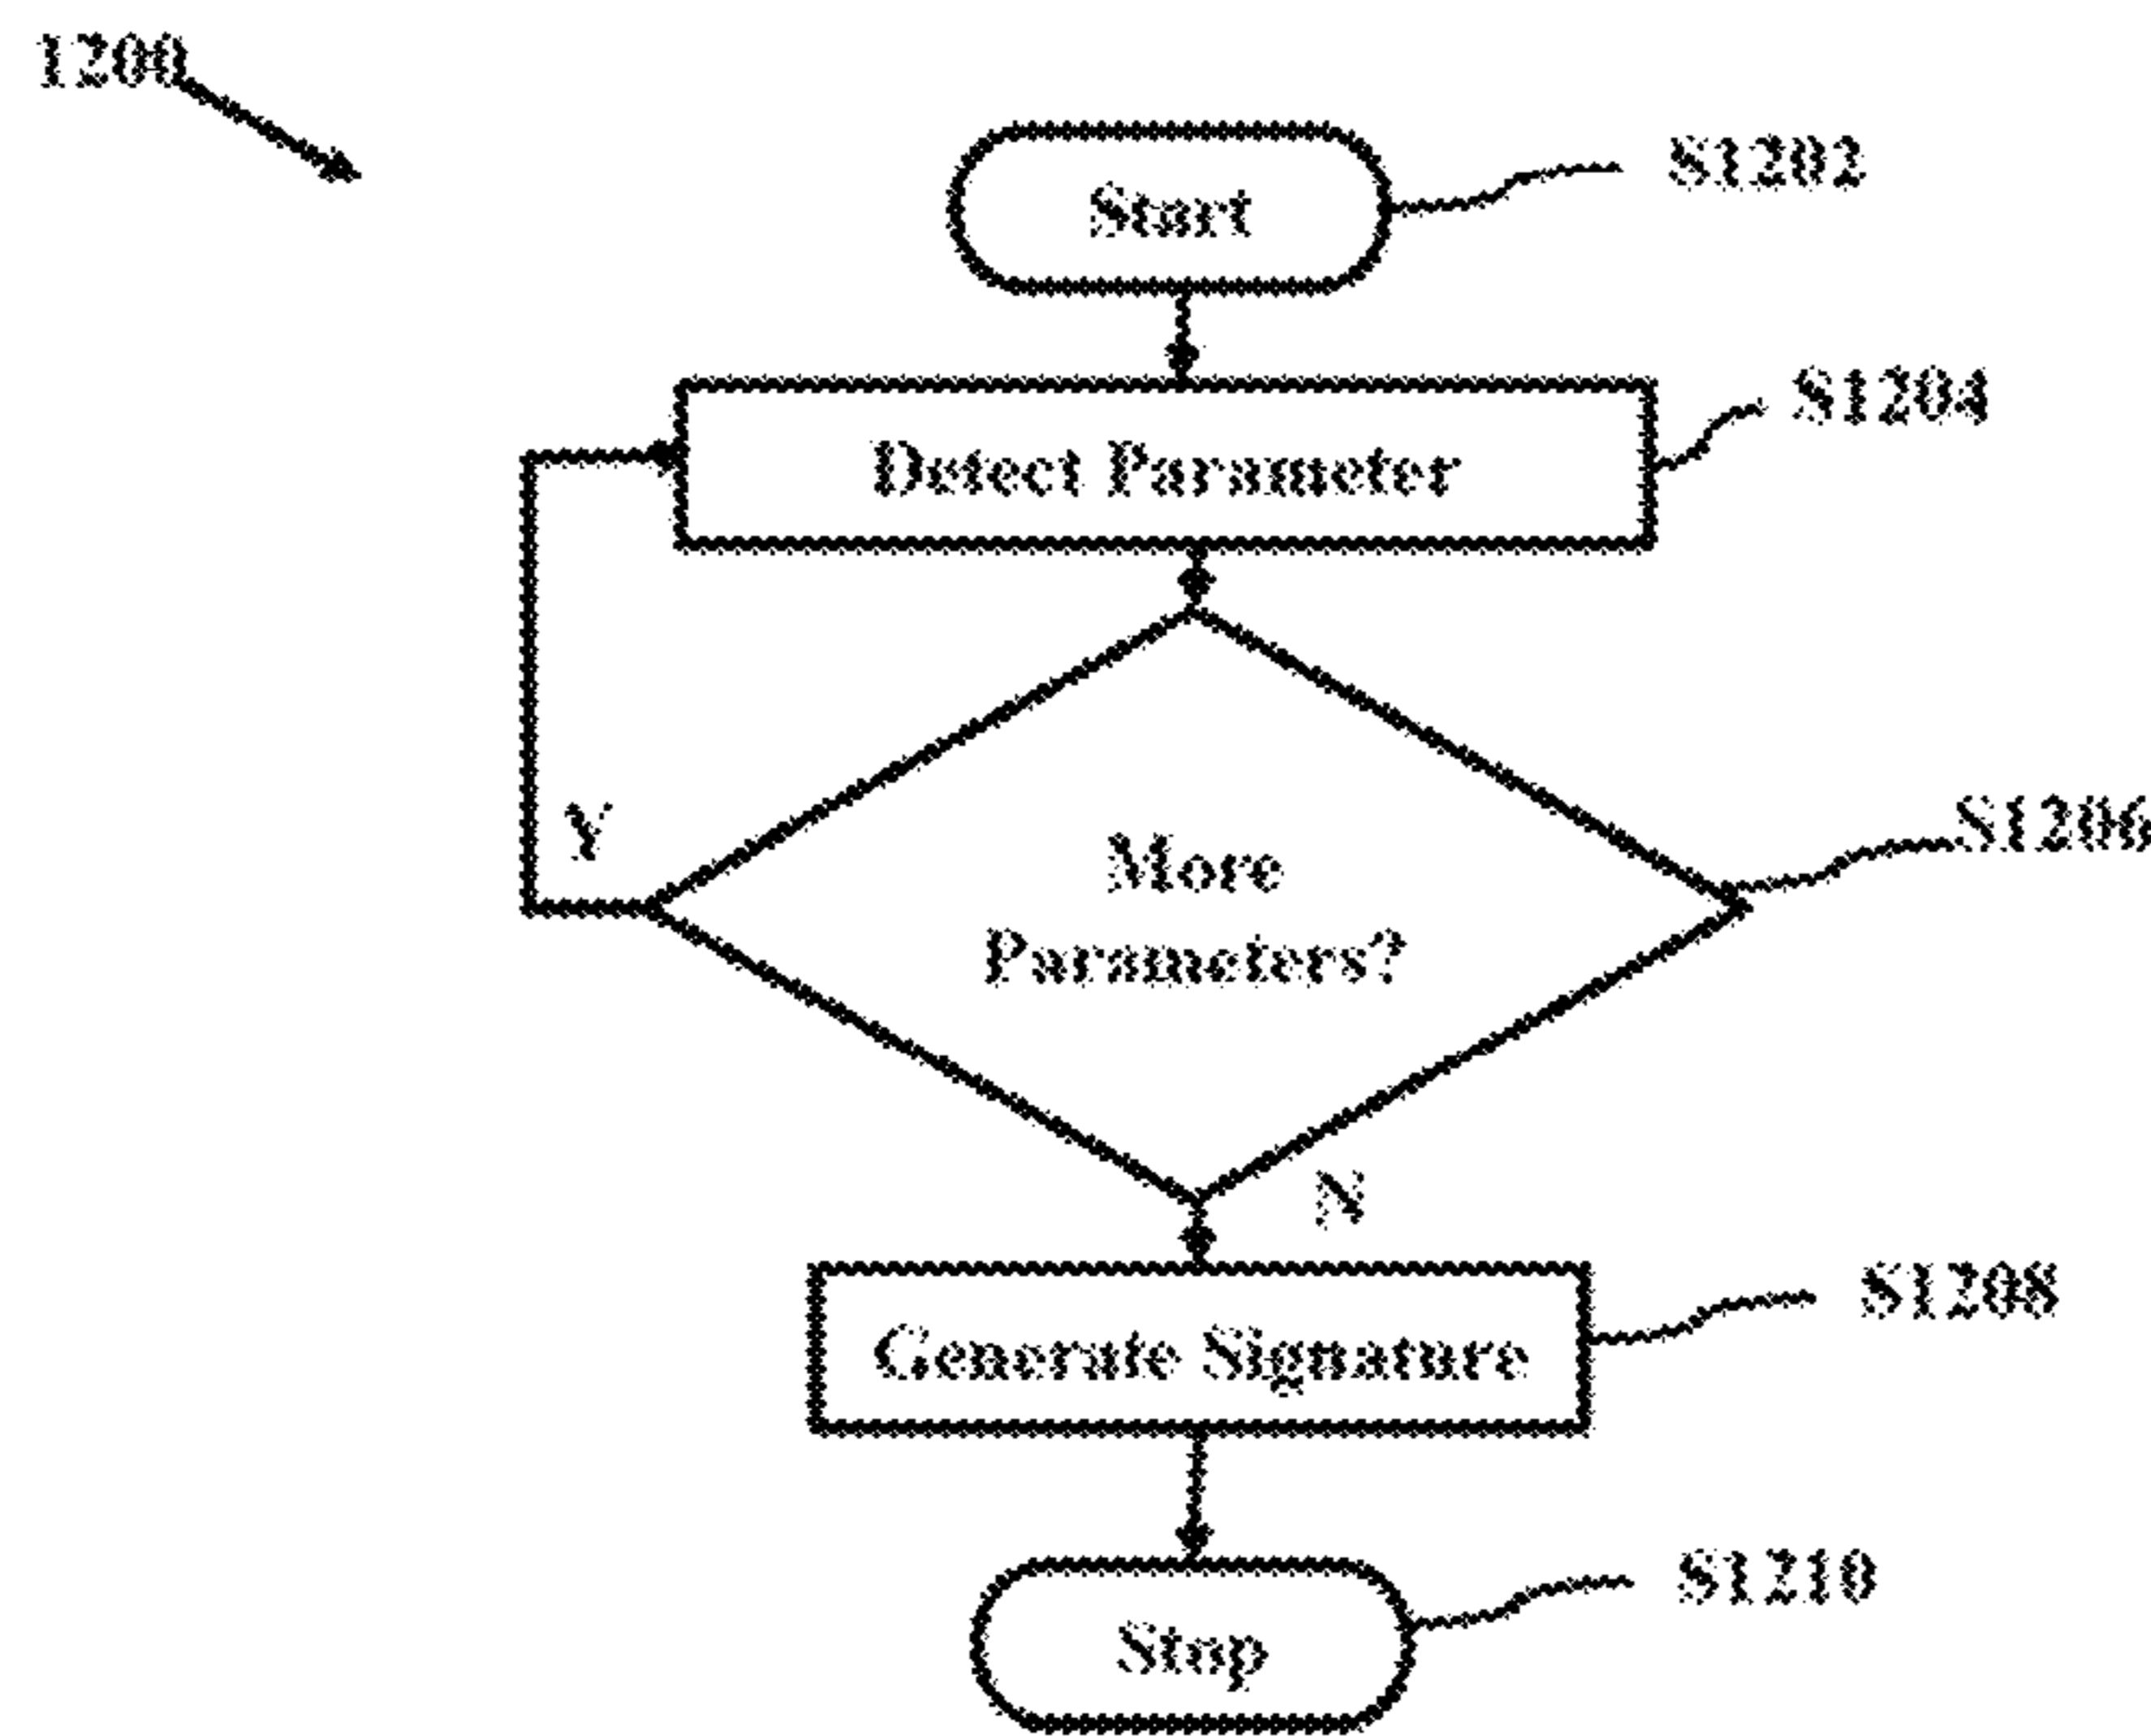 1200
Start
S1202
Detect Parameter
S1204
Y
More
Parameters?
S1206
N
Generate Signature
S1208
Stop
S1210